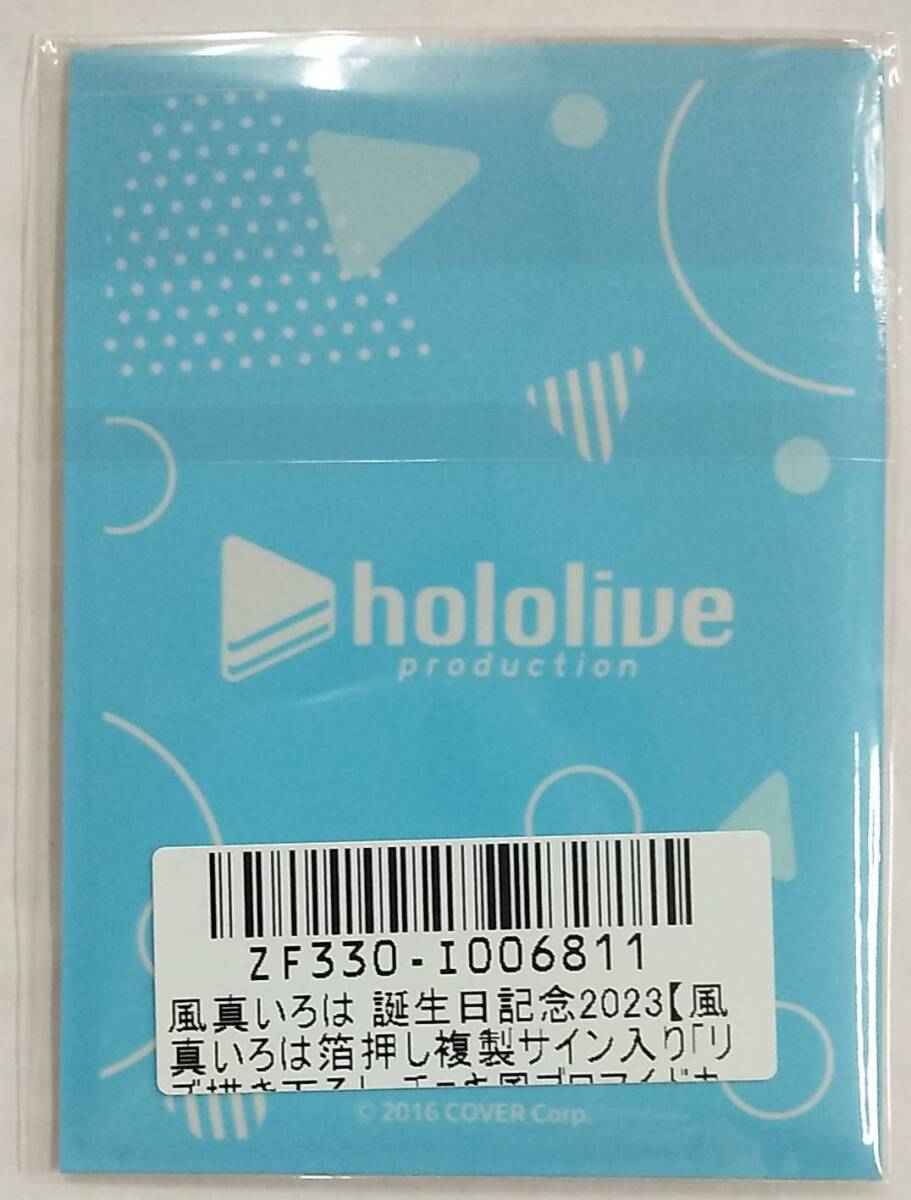 hololive
production
ZF330-I006811
風真いろは 誕生日記念2023【風
真いろは箔押し複製サイン入り「リ
© 2016 COVER Corp.